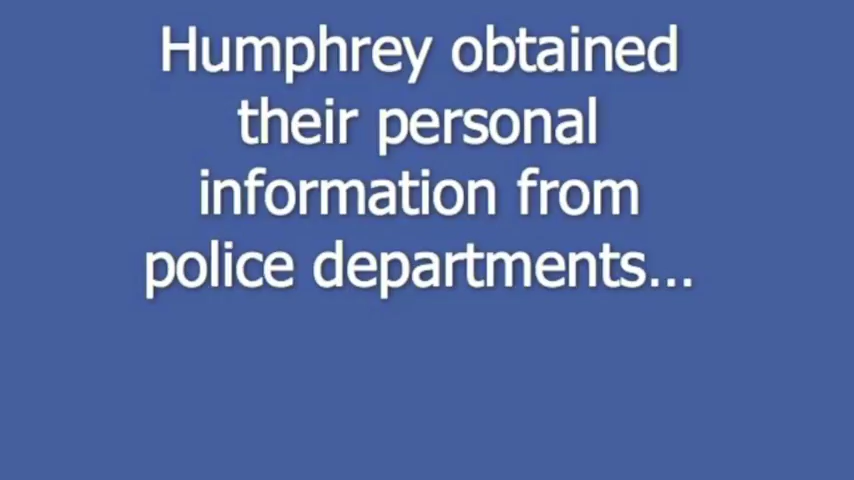 Humphrey obtained
their personal
information from
police departments...